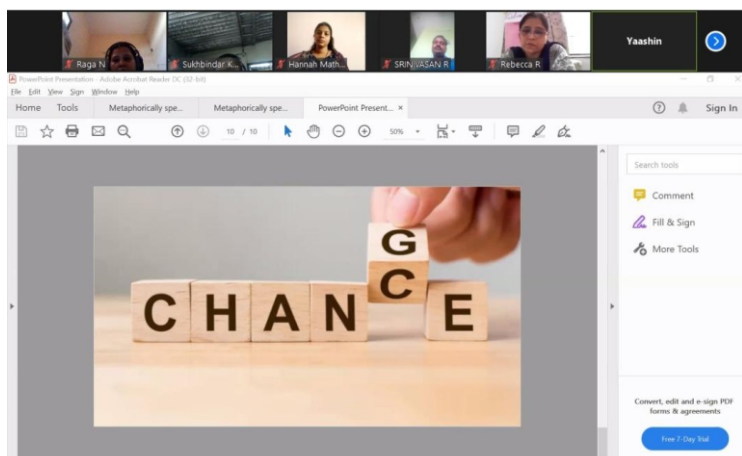 Raga N
Sukhbindar K...
Hannah Math...
SRINIVASAN R
Rebecca R
Yaashin
PowerPoint Presentation - Adobe Acrobat Reader DC (32-bit)
File Edit View Sign Window Help
Home Tools Metaphorically spe... Metaphorically spe... PowerPoint Present... × Sign In
10 / 10 50%
Search tools
Comment
Fill & Sign
More Tools
G
CHANCE
Convert, edit and e-sign PDF
forms & agreements
Free 7-Day Trial